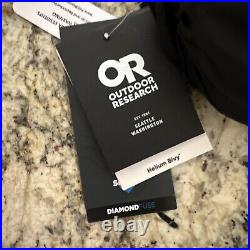 OR
OUTDOOR
RESEARCH
EST. 1981
SEATTLE
WASHINGTON
Helium Bivy
DIAMONDFUSE